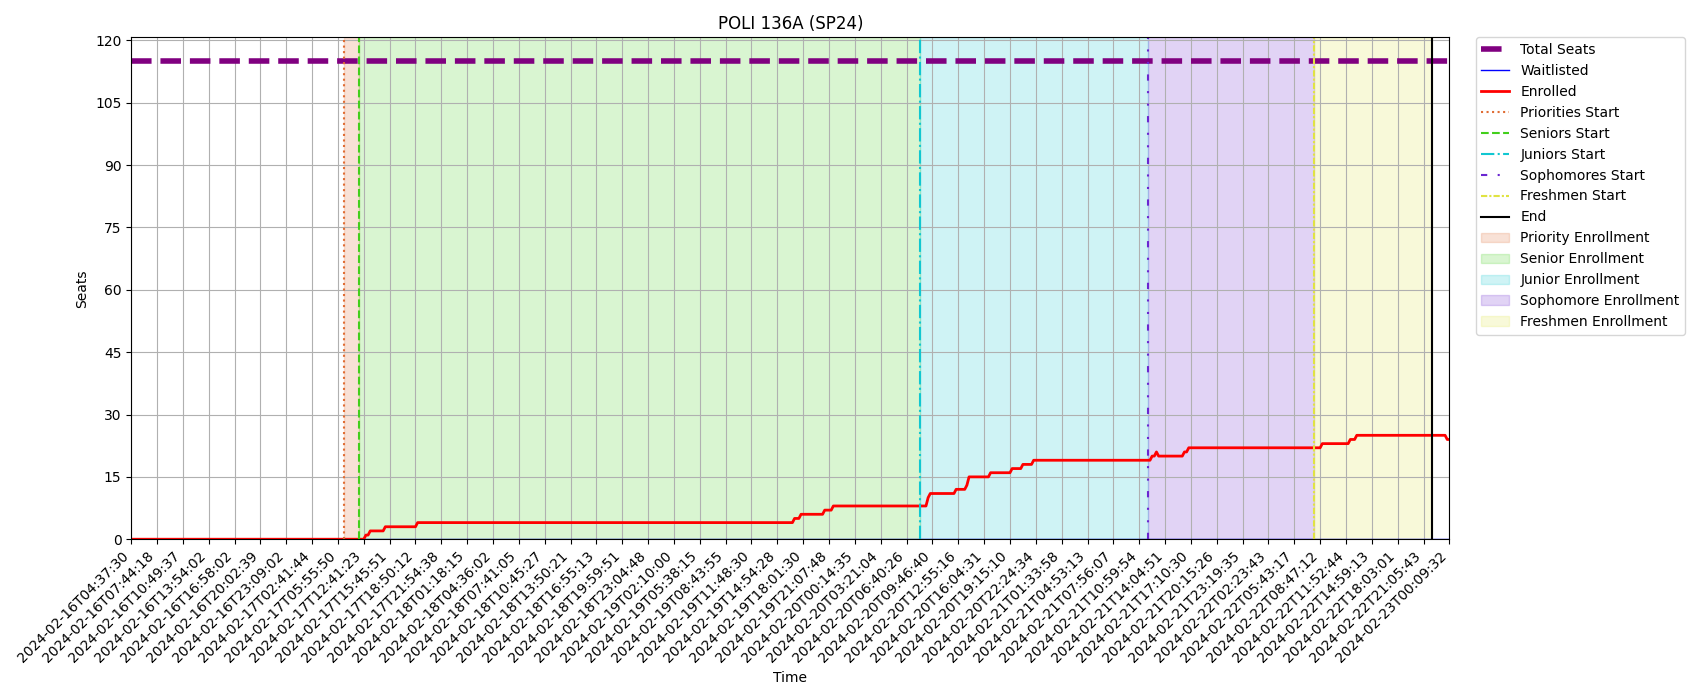 POLI 136A (SP24)
120
105
90
75
60
45
30
15
0
Seats
2024-02-16T04:37:30
2024-02-16T07:44:18
2024-02-16T10:49:37
2024-02-16T13:54:02
2024-02-16T16:58:02
2024-02-16T20:02:39
2024-02-16T23:09:02
2024-02-17T02:41:44
2024-02-17T05:55:50
2024-02-17T12:41:23
2024-02-17T15:45:51
2024-02-17T18:50:12
2024-02-17T21:54:38
2024-02-18T01:18:15
2024-02-18T04:36:02
2024-02-18T07:41:05
2024-02-18T10:45:27
2024-02-18T13:50:21
2024-02-18T16:55:13
2024-02-18T19:59:51
2024-02-18T23:04:48
2024-02-19T02:10:00
2024-02-19T05:38:15
2024-02-19T08:43:55
2024-02-19T11:48:30
2024-02-19T14:54:28
2024-02-19T18:01:30
2024-02-19T21:07:48
2024-02-20T00:14:35
2024-02-20T03:21:04
2024-02-20T06:40:26
2024-02-20T09:46:40
2024-02-20T12:55:16
2024-02-20T16:04:31
2024-02-20T19:15:10
2024-02-20T22:24:34
2024-02-21T01:33:58
2024-02-21T04:53:13
2024-02-21T07:56:07
2024-02-21T10:59:54
2024-02-21T14:04:51
2024-02-21T17:10:30
2024-02-21T20:15:26
2024-02-21T23:19:35
2024-02-22T02:23:43
2024-02-22T05:43:17
2024-02-22T08:47:12
2024-02-22T11:52:44
2024-02-22T14:59:13
2024-02-22T18:03:01
2024-02-22T21:05:43
2024-02-23T00:09:32
Time
Total Seats
Waitlisted
Enrolled
Priorities Start
Seniors Start
Juniors Start
Sophomores Start
Freshmen Start
End
Priority Enrollment
Senior Enrollment
Junior Enrollment
Sophomore Enrollment
Freshmen Enrollment